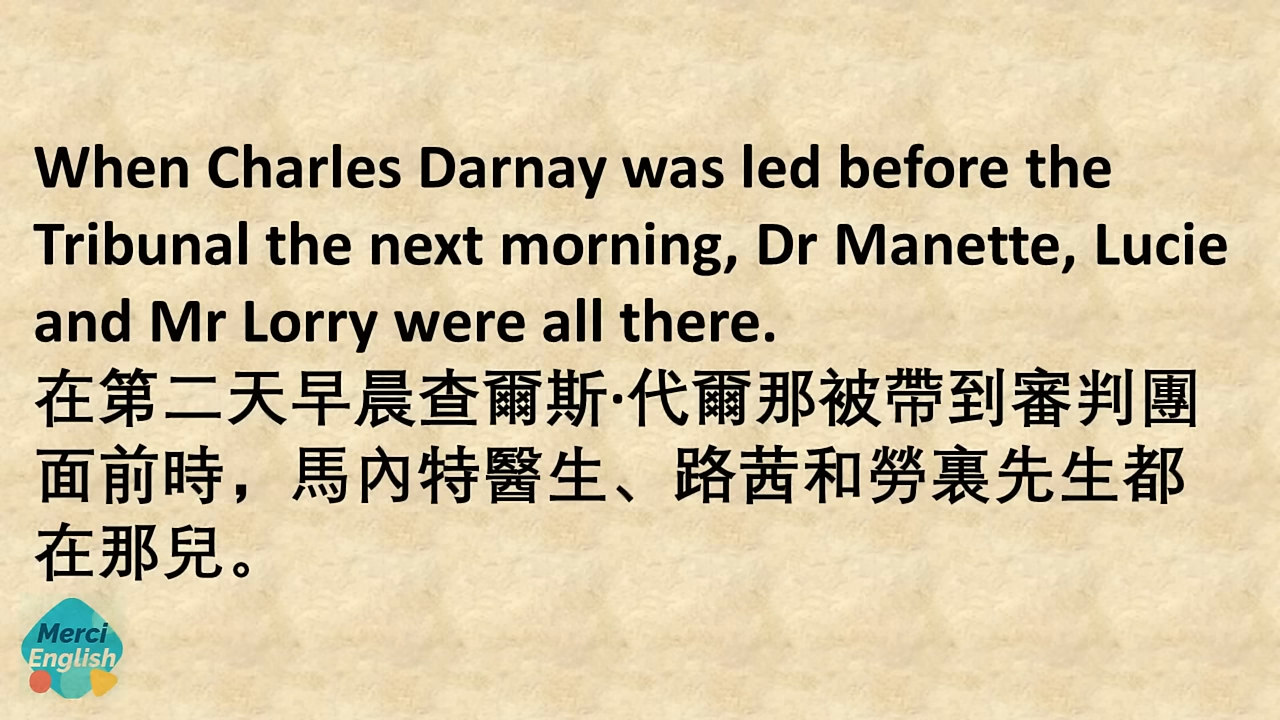 When Charles Darnay was led before the
Tribunal the next morning, Dr Manette, Lucie
and Mr Lorry were all there.
在第二天早晨查爾斯·代爾那被帶到審判團
面前時，馬內特醫生、路茜和勞裏先生都
在那兒。
Merci
English